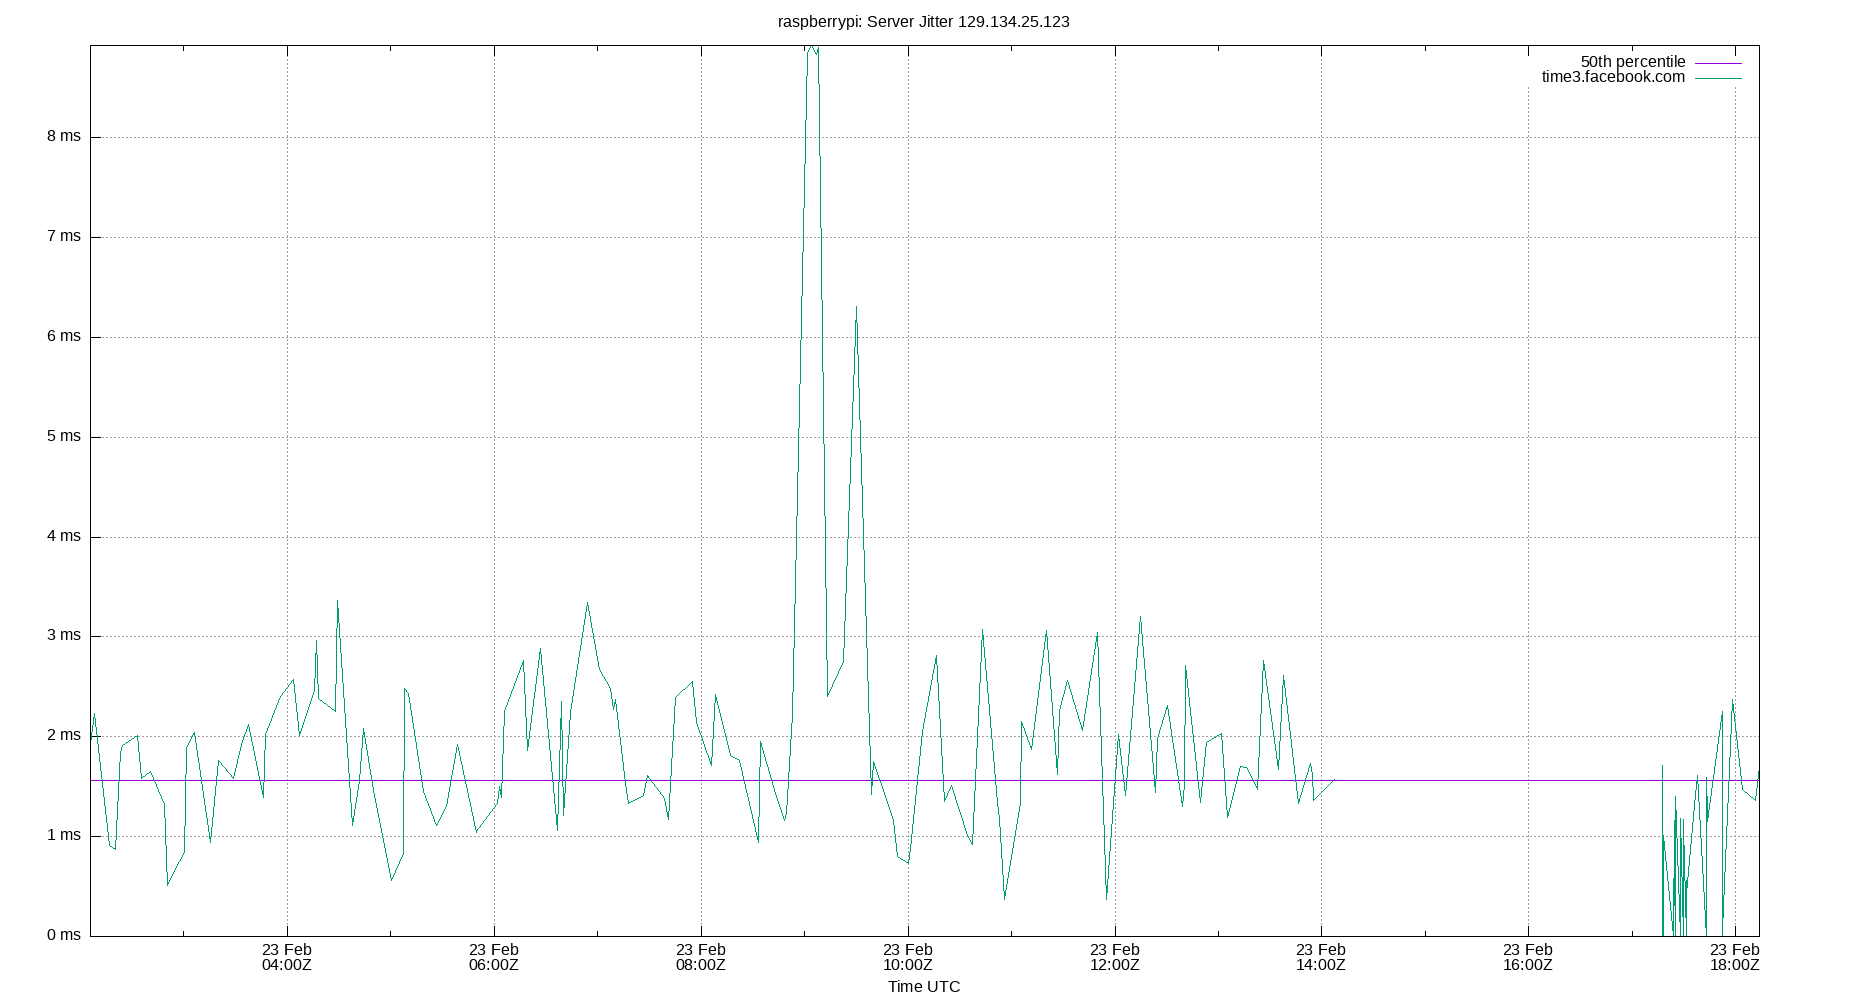 raspberrypi: Server Jitter 129.134.25.123
50th percentile
time3.facebook.com
8 ms
7 ms
6 ms
5 ms
4 ms
3 ms
2 ms
1 ms
0 ms
23 Feb 23 Feb 23 Feb 23 Feb 23 Feb 23 Feb 23 Feb 23 Feb
04:00Z 06:00Z 08:00Z 10:00Z 12:00Z 14:00Z 16:00Z 18:00Z
Time UTC